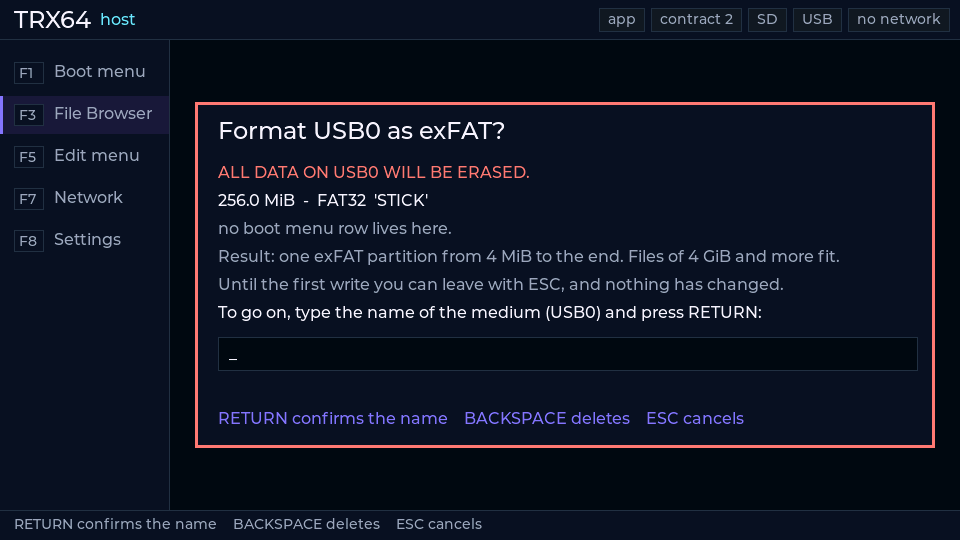 TRX64 host
app contract 2 SD USB no network
F1 Boot menu
F3 File Browser
F5 Edit menu
F7 Network
F8 Settings
Format USB0 as exFAT?
ALL DATA ON USB0 WILL BE ERASED.
256.0 MiB - FAT32 'STICK'
no boot menu row lives here.
Result: one exFAT partition from 4 MiB to the end. Files of 4 GiB and more fit.
Until the first write you can leave with ESC, and nothing has changed.
To go on, type the name of the medium (USB0) and press RETURN:
_
RETURN confirms the name BACKSPACE deletes ESC cancels
RETURN confirms the name BACKSPACE deletes ESC cancels